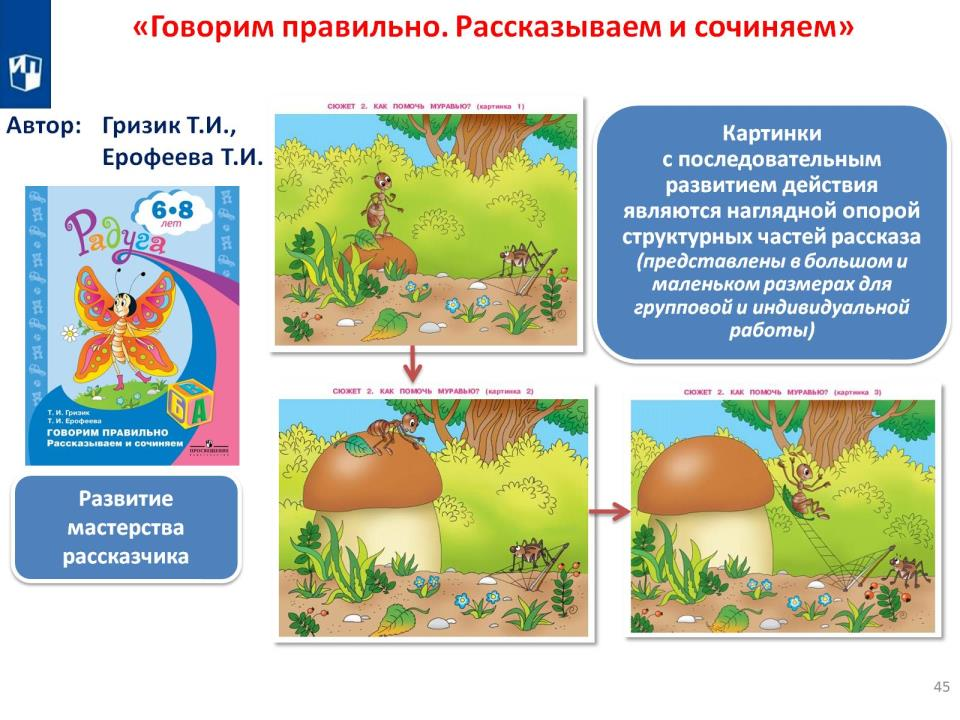 «Говорим правильно. Рассказываем и сочиняем»
ИП
Автор: Гризик Т.И.,
Ерофеева Т.И.
6•8
лет
Радуга
Б В А
Т. И. Гризик
Т. И. Ерофеева
ГОВОРИМ ПРАВИЛЬНО
Рассказываем и сочиняем
ПРОСВЕЩЕНИЕ
Развитие
мастерства
рассказчика
СЮЖЕТ 2. КАК ПОМОЧЬ МУРАВЬЮ? (картинка 1)
Картинки
с последовательным
развитием действия
являются наглядной опорой
структурных частей рассказа
(представлены в большом и
маленьком размерах для
групповой и индивидуальной
работы)
СЮЖЕТ 2. КАК ПОМОЧЬ МУРАВЬЮ? (картинка 2)
СЮЖЕТ 2. КАК ПОМОЧЬ МУРАВЬЮ? (картинка 3)
45